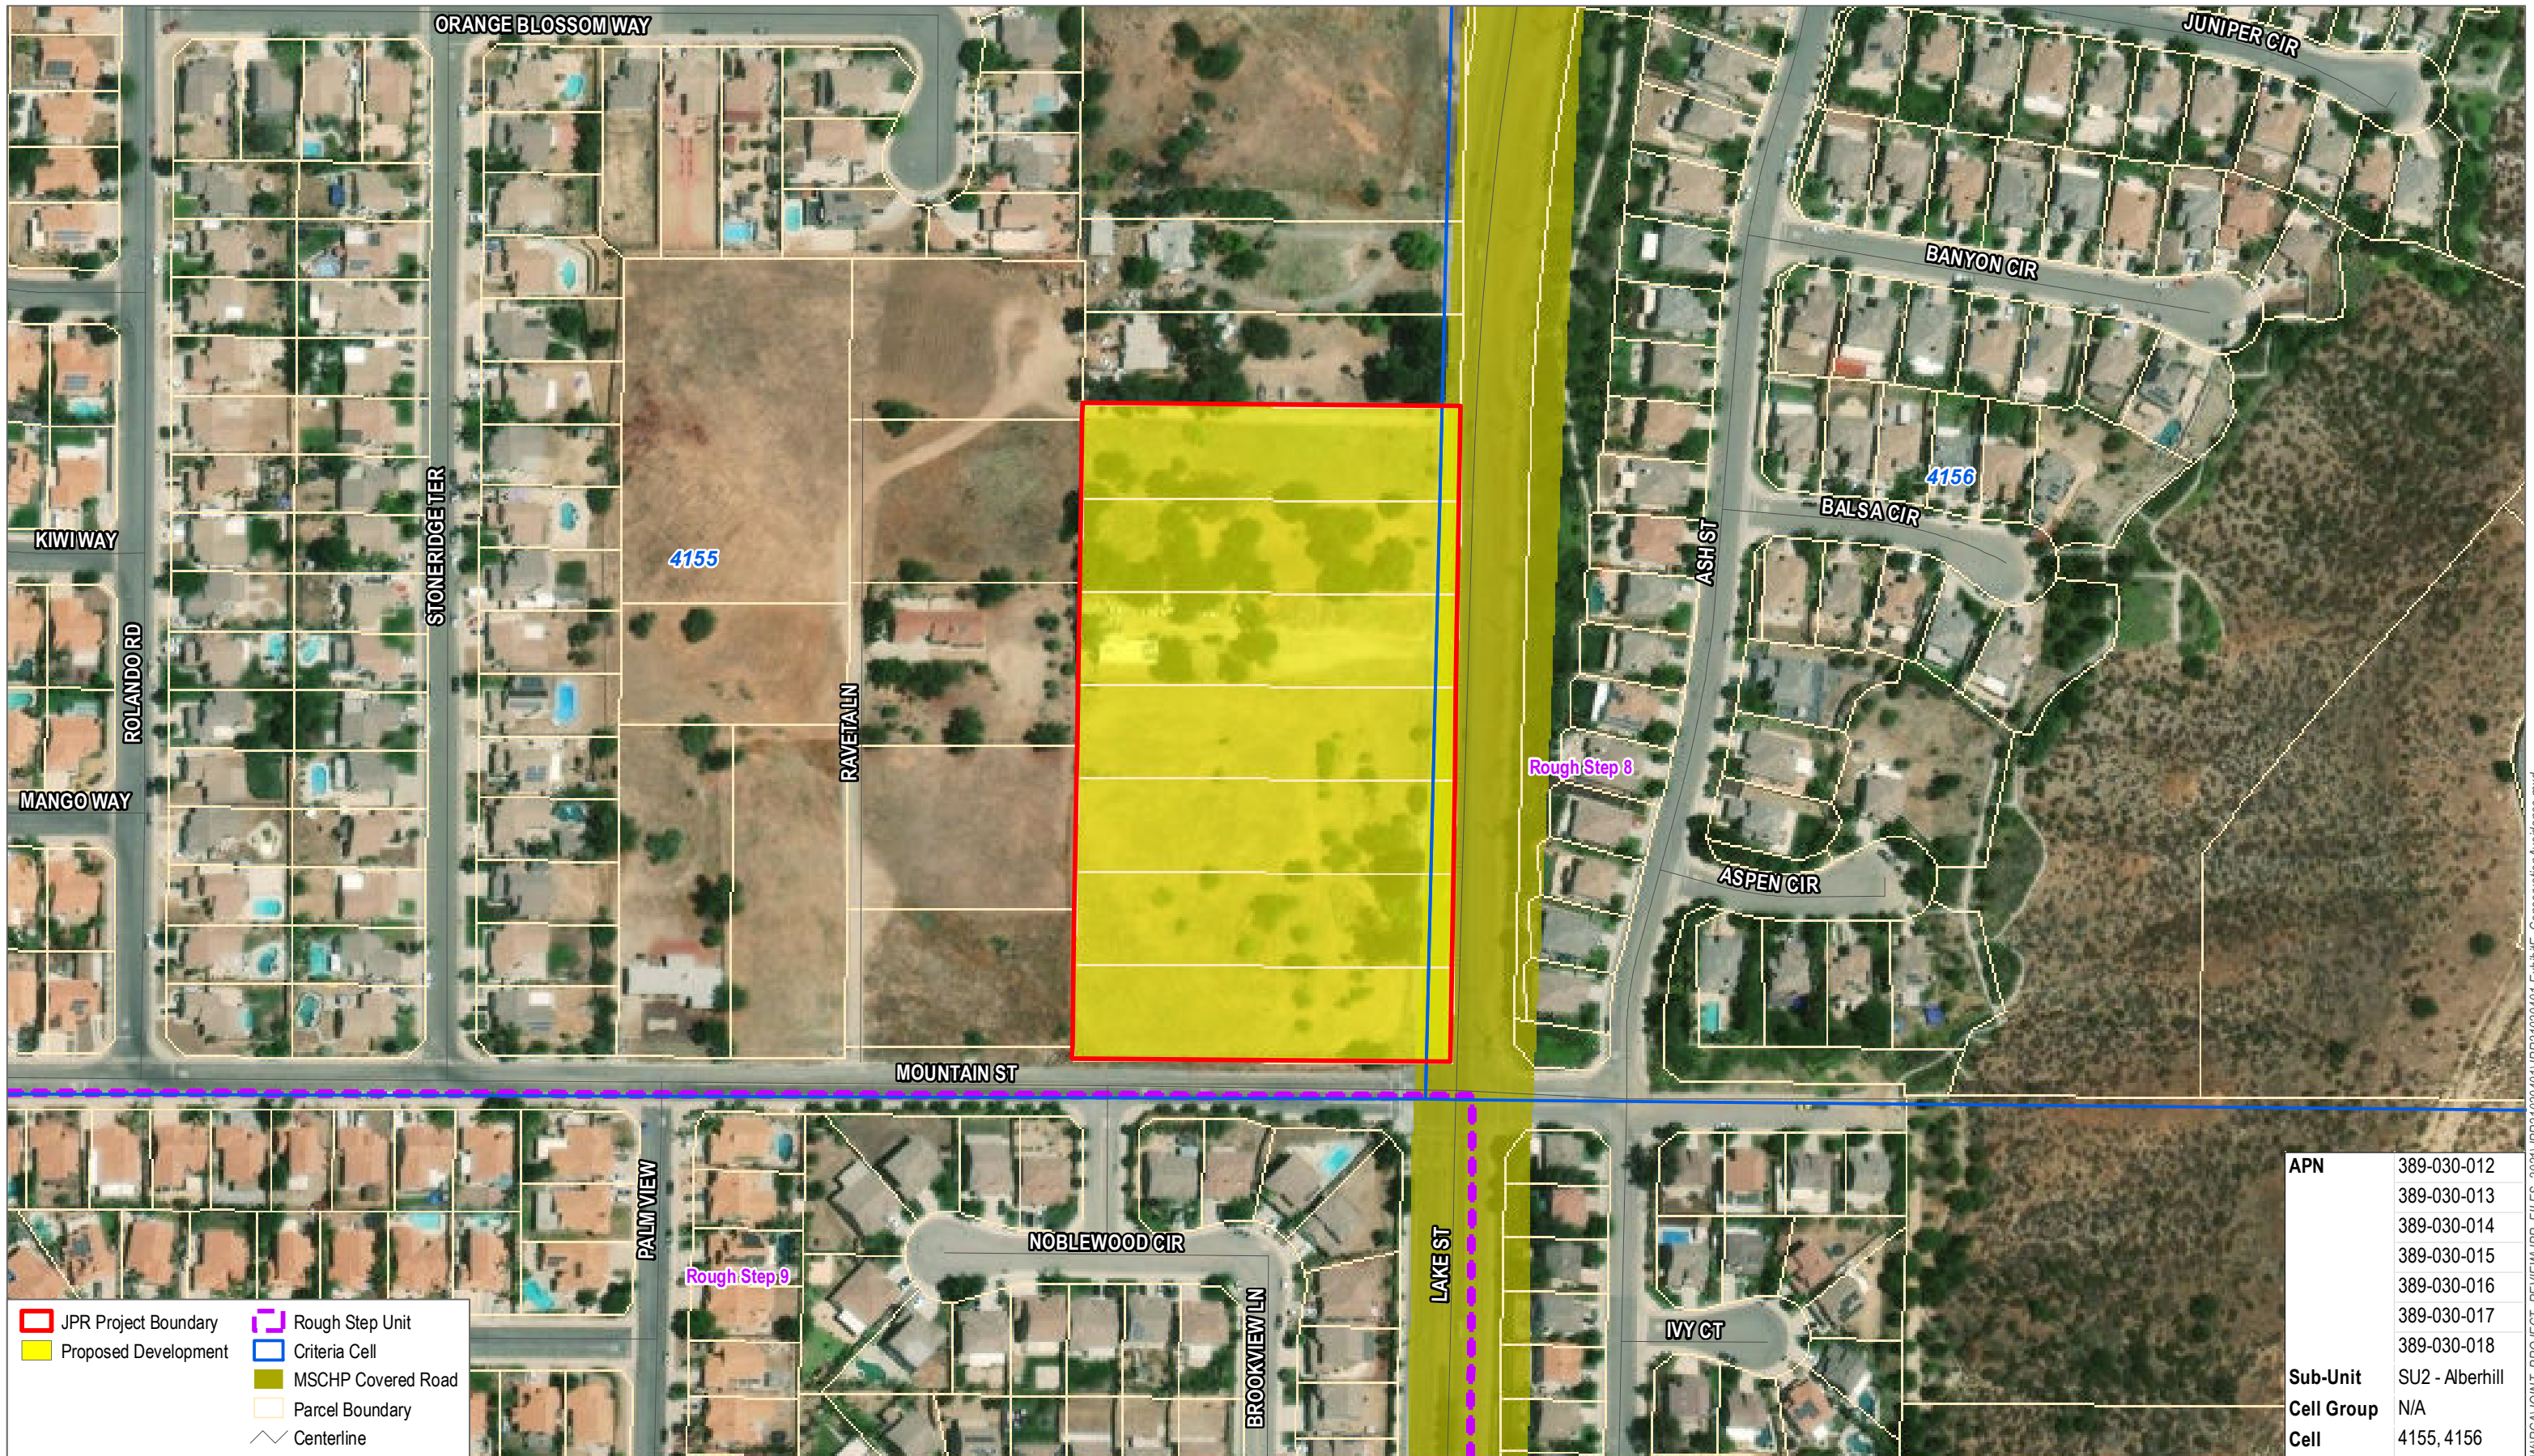 ORANGE BLOSSOM WAY
JUNIPER CIR
BANYON CIR
4156
BALSA CIR
KIWI WAY
STONERIDGE TER
4155
ASH ST
ROLANDO RD
RAVETA LN
Rough Step 8
MANGO WAY
ASPEN CIR
MOUNTAIN ST
PALM VIEW
NOBLEWOOD CIR
LAKE ST
Rough Step 9
BROOKVIEW LN
IVY CT
JPR Project Boundary
Proposed Development
Rough Step Unit
Criteria Cell
MSCHP Covered Road
Parcel Boundary
Centerline
APN 389-030-012
389-030-013
389-030-014
389-030-015
389-030-016
389-030-017
389-030-018
Sub-Unit SU2 - Alberhill
Cell Group N/A
Cell 4155, 4156